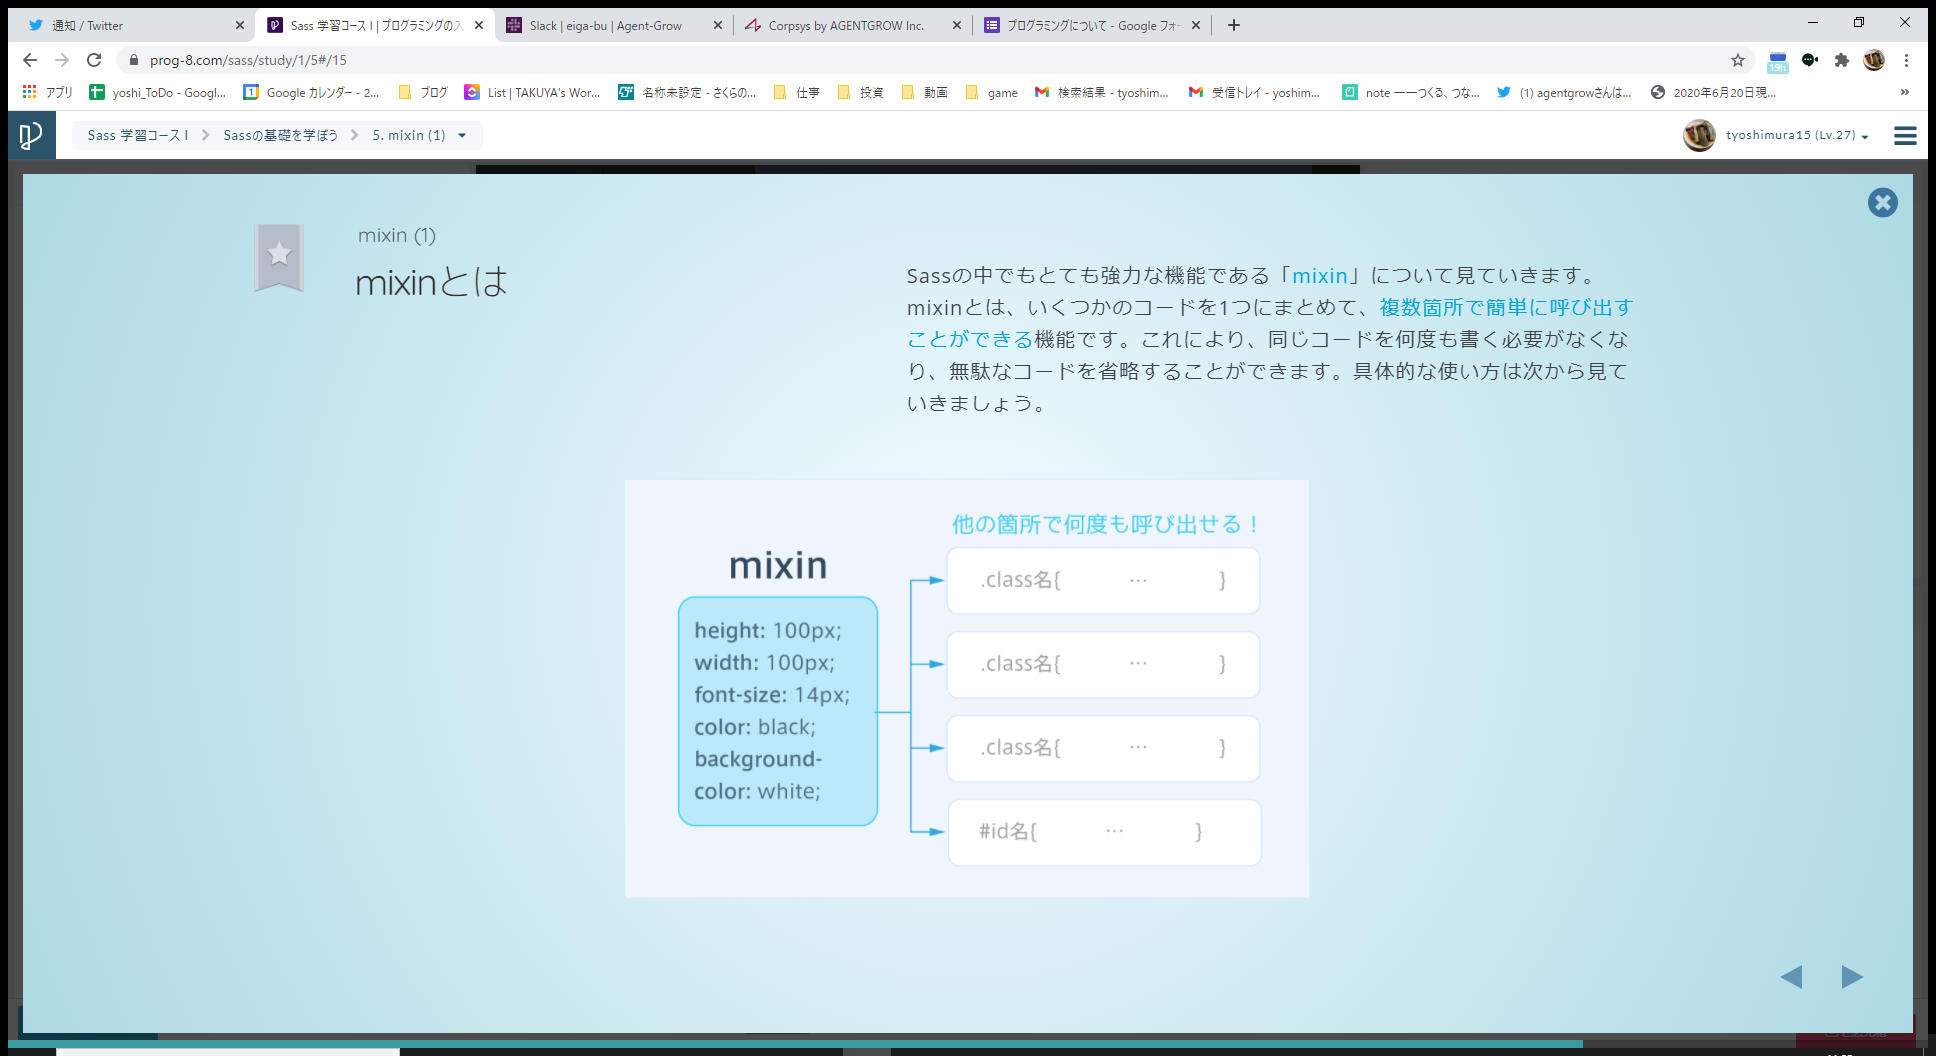 通知 / Twitter
Sass 学習コース I | プログラミングの入
Slack | eiga-bu | Agent-Grow
Corpsys by AGENTGROW Inc.
プログラミングについて - Google フォー
prog-8.com/sass/study/1/5#/15
19h
アプリ
yoshi_ToDo - Googl...
Google カレンダー - 2...
ブログ
List | TAKUYA's Wor...
名称未設定 - さくらの...
仕事
投資
動画
game
検索結果 - tyoshim...
受信トレイ - yoshim...
note ーーつくる、つな...
(1) agentgrowさんは...
2020年6月20日現...
»
Sass 学習コース I
Sassの基礎を学ぼう
5. mixin (1)
tyoshimura15 (Lv.27)
mixin (1)
mixinとは
Sassの中でもとても強力な機能である「mixin」について見ていきます。
mixinとは、いくつかのコードを1つにまとめて、複数箇所で簡単に呼び出す
ことができる機能です。これにより、同じコードを何度も書く必要がなくな
り、無駄なコードを省略することができます。具体的な使い方は次から見て
いきましょう。
他の箇所で何度も呼び出せる！
mixin
height: 100px;
width: 100px;
font-size: 14px;
color: black;
background-
color: white;
.class名{ … }
.class名{ … }
.class名{ … }
#id名{ … }